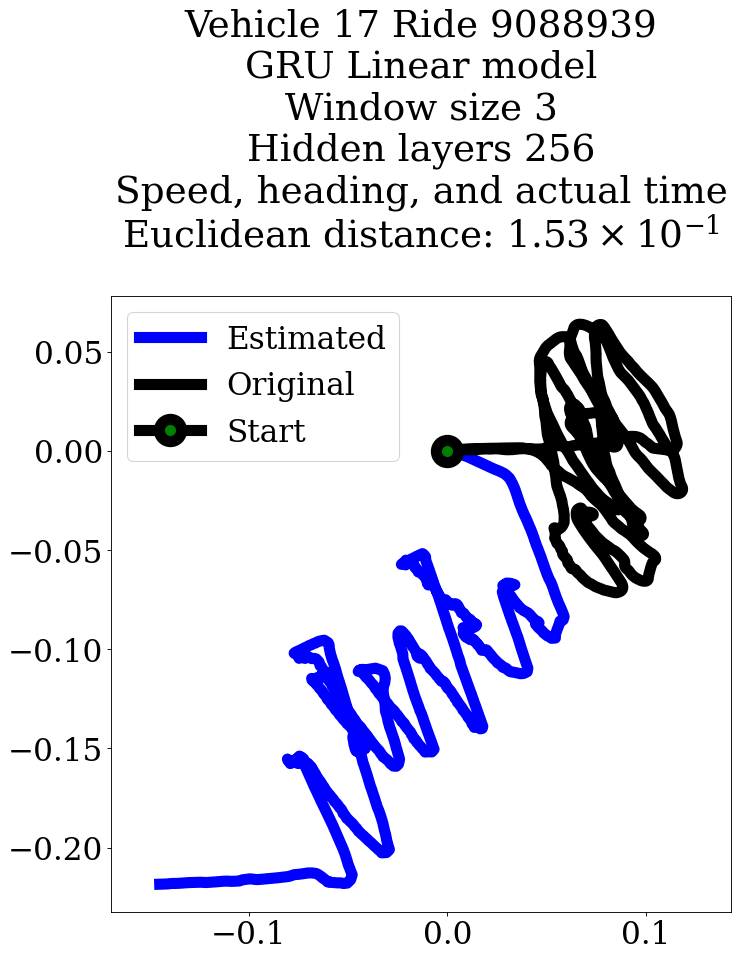 Vehicle 17 Ride 9088939
GRU Linear model
Window size 3
Hidden layers 256
Speed, heading, and actual time
Euclidean distance: 1.53 × 10⁻¹
Estimated
Original
Start
0.05
0.00
−0.05
−0.10
−0.15
−0.20
−0.1 0.0 0.1